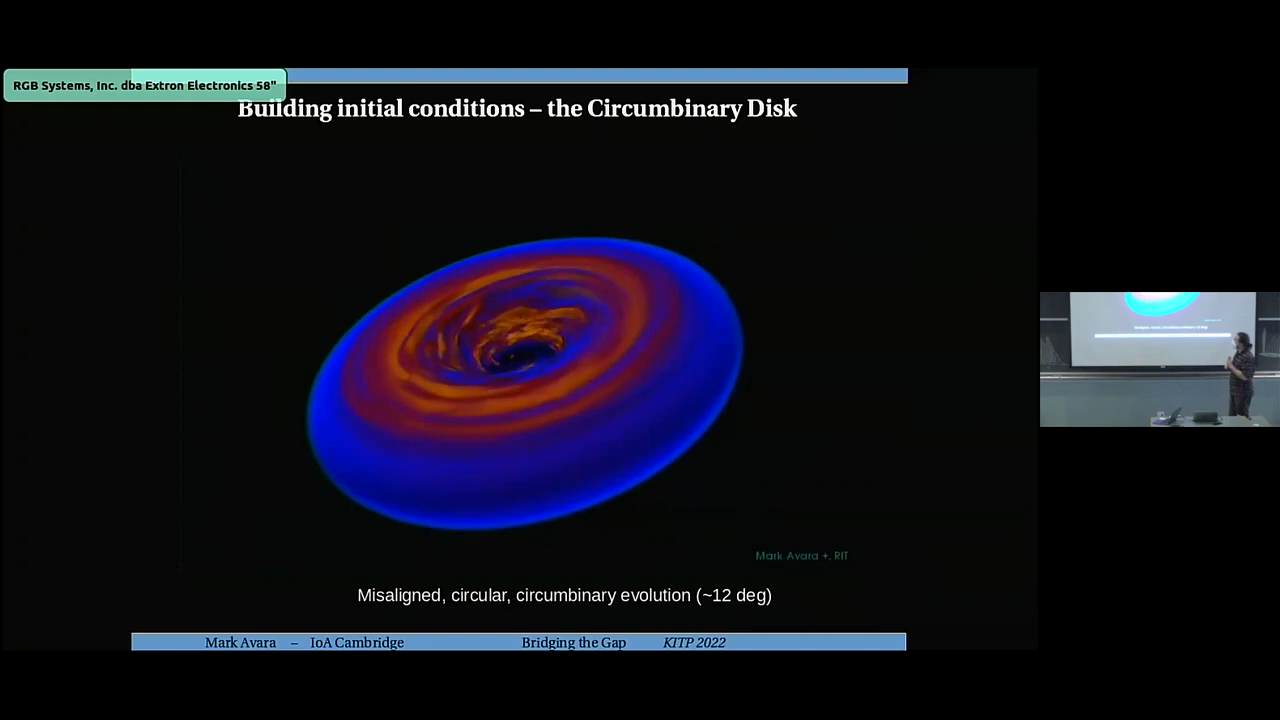 RGB Systems, Inc. dba Extron Electronics 58"
Building initial conditions – the Circumbinary Disk
Mark Avara +, RIT
Misaligned, circular, circumbinary evolution (~12 deg)
Mark Avara – IoA Cambridge Bridging the Gap KITP 2022